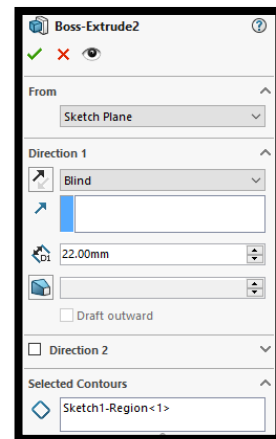 Boss-Extrude2
From
Sketch Plane
Direction 1
Blind
D1
22.00mm
Draft outward
Direction 2
Selected Contours
Sketch1-Region<1>